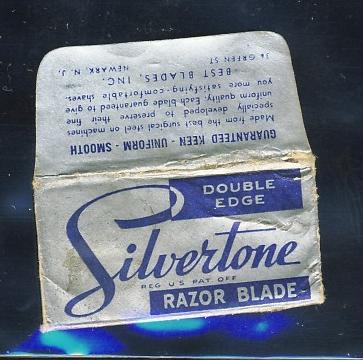 GUARANTEED KEEN - UNIFORM - SMOOTH
Made from the best surgical steel on machines
specially developed to preserve their fine
uniform quality. Each blade guaranteed to give
you more satisfying, comfortable shaves.
BEST BLADES, INC.
36 GREEN ST NEWARK, N. J.
DOUBLE
EDGE
Silvertone
REG US PAT OFF
RAZOR BLADE